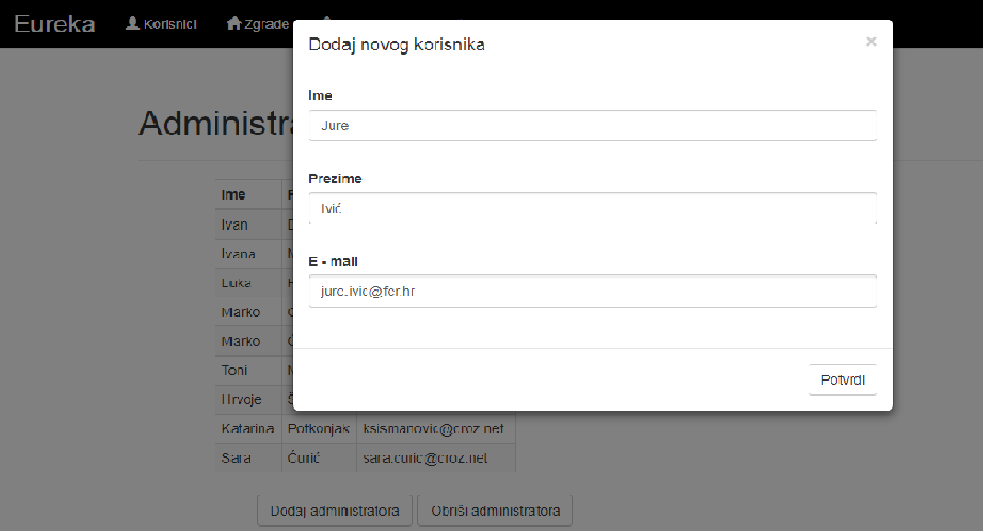 Eureka Korisnici Zgrade
Dodaj novog korisnika ×
Ime
Jure
Prezime
Ivić
E - mail
jure.ivic@fer.hr
Potvrdi
Administra
Ime
Ivan
Ivana
Luka
Marko
Marko
Toni
Hrvoje
Katarina Potkonjak ksismanovic@croz.net
Sara Ćurić sara.curic@croz.net
Dodaj administratora Obriši administratora